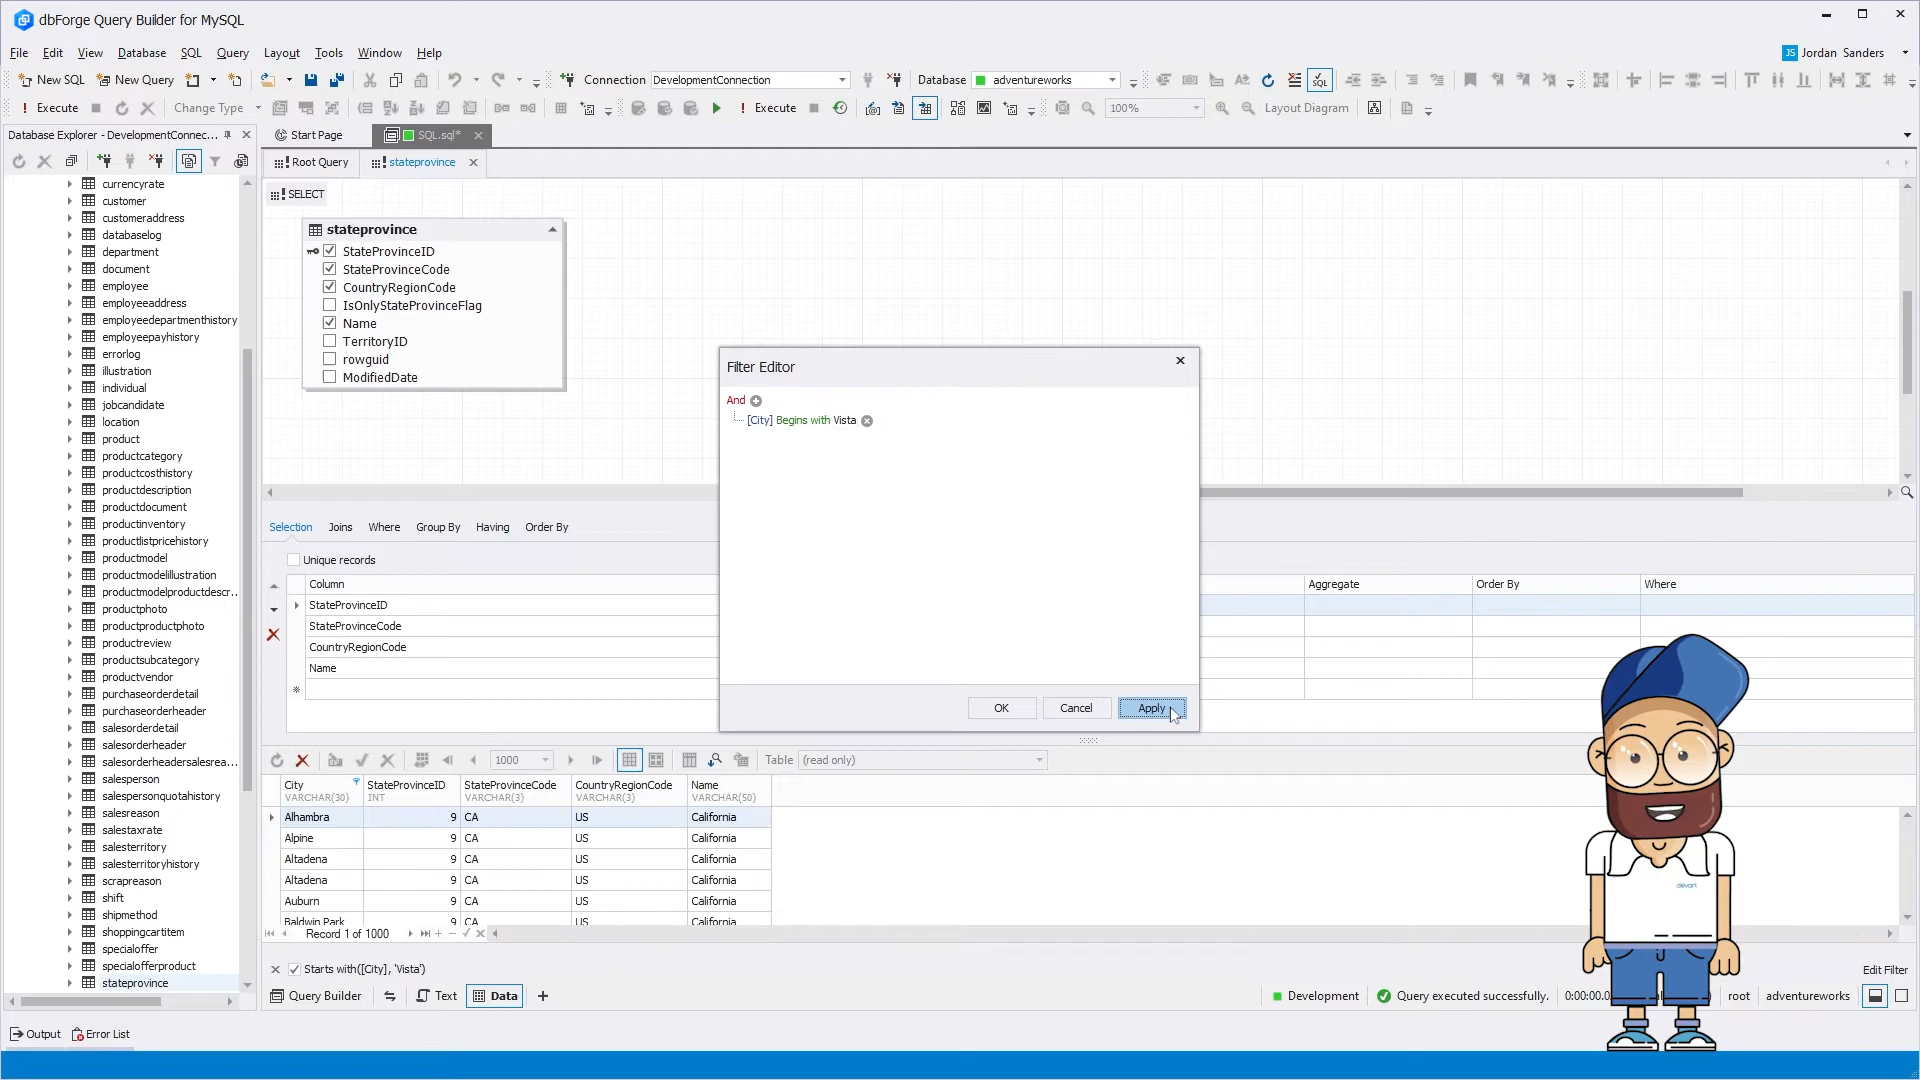 dbForge Query Builder for MySQL
File Edit View Database SQL Query Layout Tools Window Help
JS Jordan Sanders
New SQL New Query Connection DevelopmentConnection Database adventureworks
Execute Change Type Execute 100% Layout Diagram
Database Explorer - DevelopmentConnec...
Start Page SQL.sql*
Root Query stateprovince
SELECT
currencyrate
customer
customeraddress
databaselog
department
document
employee
employeeaddress
employeedepartmenthistory
employeepayhistory
errorlog
illustration
individual
jobcandidate
location
product
productcategory
productcosthistory
productdescription
productdocument
productinventory
productlistpricehistory
productmodel
productmodelillustration
productmodelproductdescr...
productphoto
productproductphoto
productreview
productsubcategory
productvendor
purchaseorderdetail
purchaseorderheader
salesorderdetail
salesorderheader
salesorderheadersalesrea...
salesperson
salespersonquotahistory
salesreason
salestaxrate
salesterritory
salesterritoryhistory
scrapreason
shift
shipmethod
shoppingcartitem
specialoffer
specialofferproduct
stateprovince
stateprovince
StateProvinceID
StateProvinceCode
CountryRegionCode
IsOnlyStateProvinceFlag
Name
TerritoryID
rowguid
ModifiedDate
Filter Editor
And
[City] Begins with Vista
OK Cancel Apply
Selection Joins Where Group By Having Order By
Unique records
Column Aggregate Order By Where
StateProvinceID
StateProvinceCode
CountryRegionCode
Name
1000 Table (read only)
City StateProvinceID StateProvinceCode CountryRegionCode Name
VARCHAR(30) INT VARCHAR(3) VARCHAR(3) VARCHAR(50)
Alhambra 9 CA US California
Alpine 9 CA US California
Altadena 9 CA US California
Altadena 9 CA US California
Auburn 9 CA US California
Baldwin Park 9 CA US California
Record 1 of 1000
Starts with([City], 'Vista')
Edit Filter
Query Builder Text Data
Development Query executed successfully. 0:00:00.0 root adventureworks
Output Error List
devart